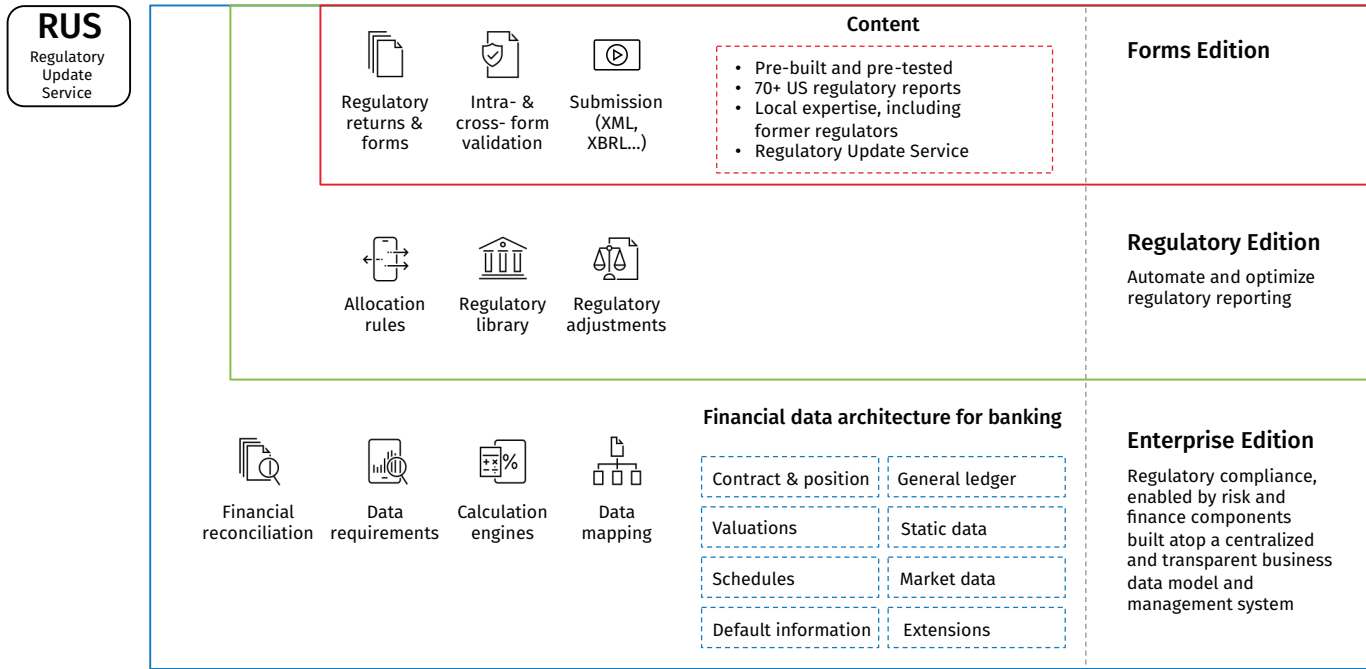 RUS
Regulatory
Update
Service
Content
Forms Edition
• Pre-built and pre-tested
• 70+ US regulatory reports
• Local expertise, including
former regulators
• Regulatory Update Service
Regulatory
returns &
forms
Intra- &
cross- form
validation
Submission
(XML,
XBRL...)
Regulatory Edition
Automate and optimize
regulatory reporting
Allocation
rules
Regulatory
library
Regulatory
adjustments
Financial data architecture for banking
Enterprise Edition
Regulatory compliance,
enabled by risk and
finance components
built atop a centralized
and transparent business
data model and
management system
Financial
reconciliation
Data
requirements
Calculation
engines
%
Data
mapping
Contract & position
General ledger
Valuations
Static data
Schedules
Market data
Default information
Extensions